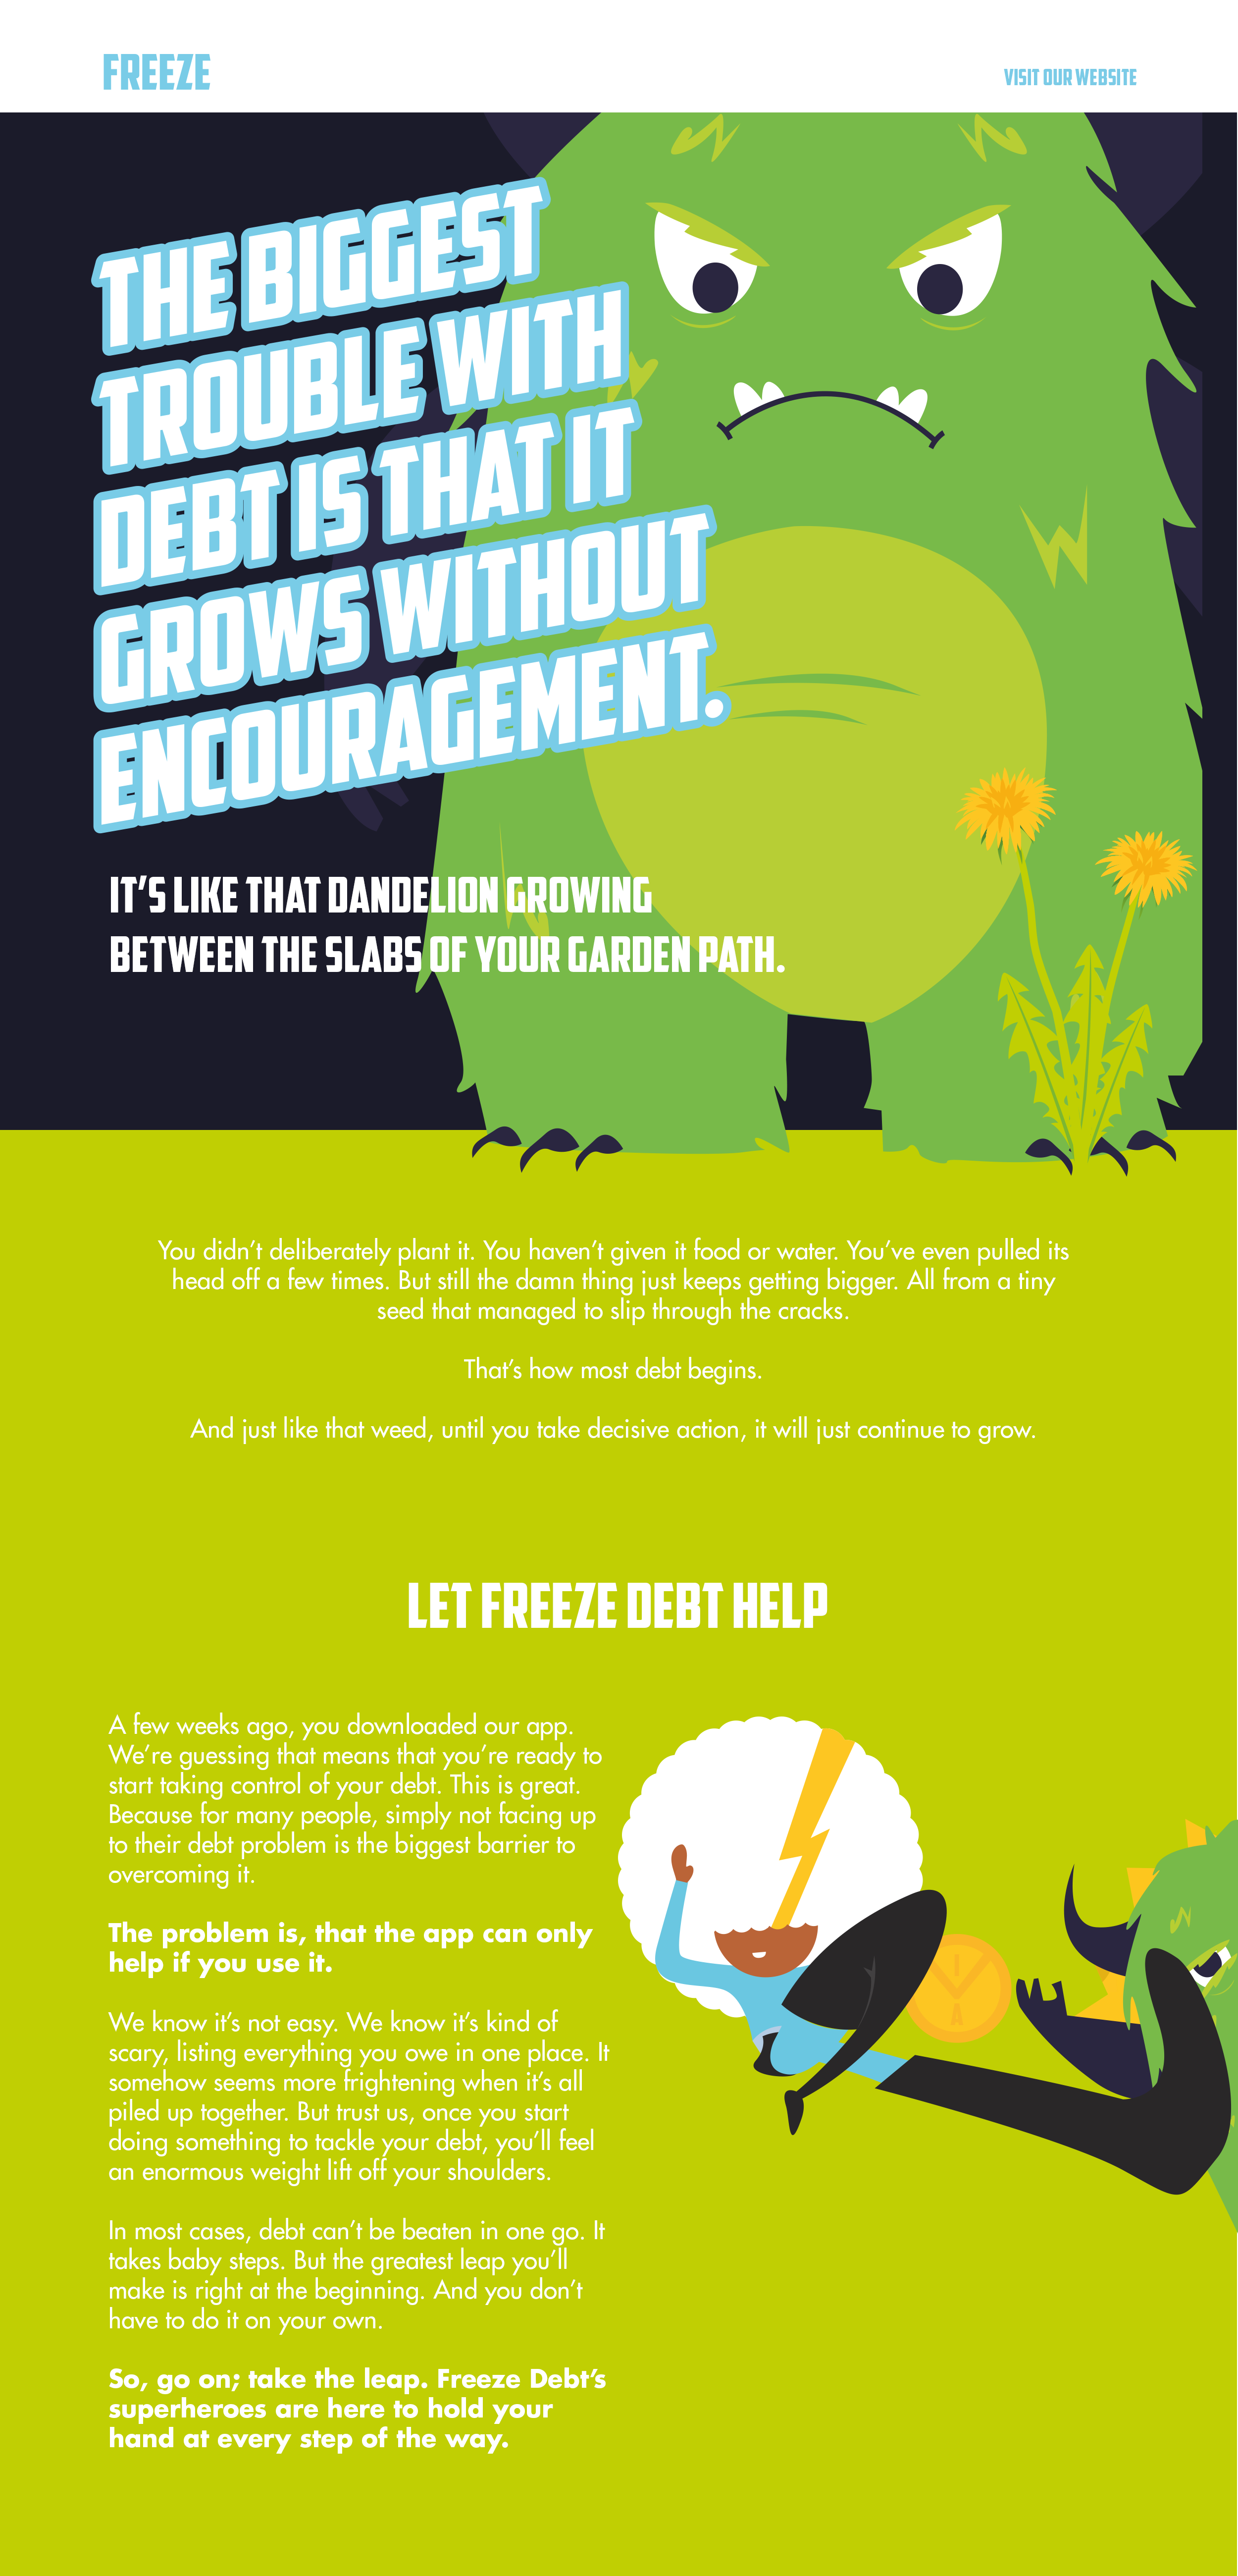 FREEZE
VISIT OUR WEBSITE
THE BIGGEST
TROUBLE WITH
DEBT IS THAT IT
GROWS WITHOUT
ENCOURAGEMENT.
IT'S LIKE THAT DANDELION GROWING
BETWEEN THE SLABS OF YOUR GARDEN PATH.
You didn't deliberately plant it. You haven't given it food or water. You've even pulled its
head off a few times. But still the damn thing just keeps getting bigger. All from a tiny
seed that managed to slip through the cracks.
That's how most debt begins.
And just like that weed, until you take decisive action, it will just continue to grow.
LET FREEZE DEBT HELP
A few weeks ago, you downloaded our app.
We're guessing that means that you're ready to
start taking control of your debt. This is great.
Because for many people, simply not facing up
to their debt problem is the biggest barrier to
overcoming it.
The problem is, that the app can only
help if you use it.
We know it's not easy. We know it's kind of
scary, listing everything you owe in one place. It
somehow seems more frightening when it's all
piled up together. But trust us, once you start
doing something to tackle your debt, you'll feel
an enormous weight lift off your shoulders.
In most cases, debt can't be beaten in one go. It
takes baby steps. But the greatest leap you'll
make is right at the beginning. And you don't
have to do it on your own.
So, go on; take the leap. Freeze Debt's
superheroes are here to hold your
hand at every step of the way.